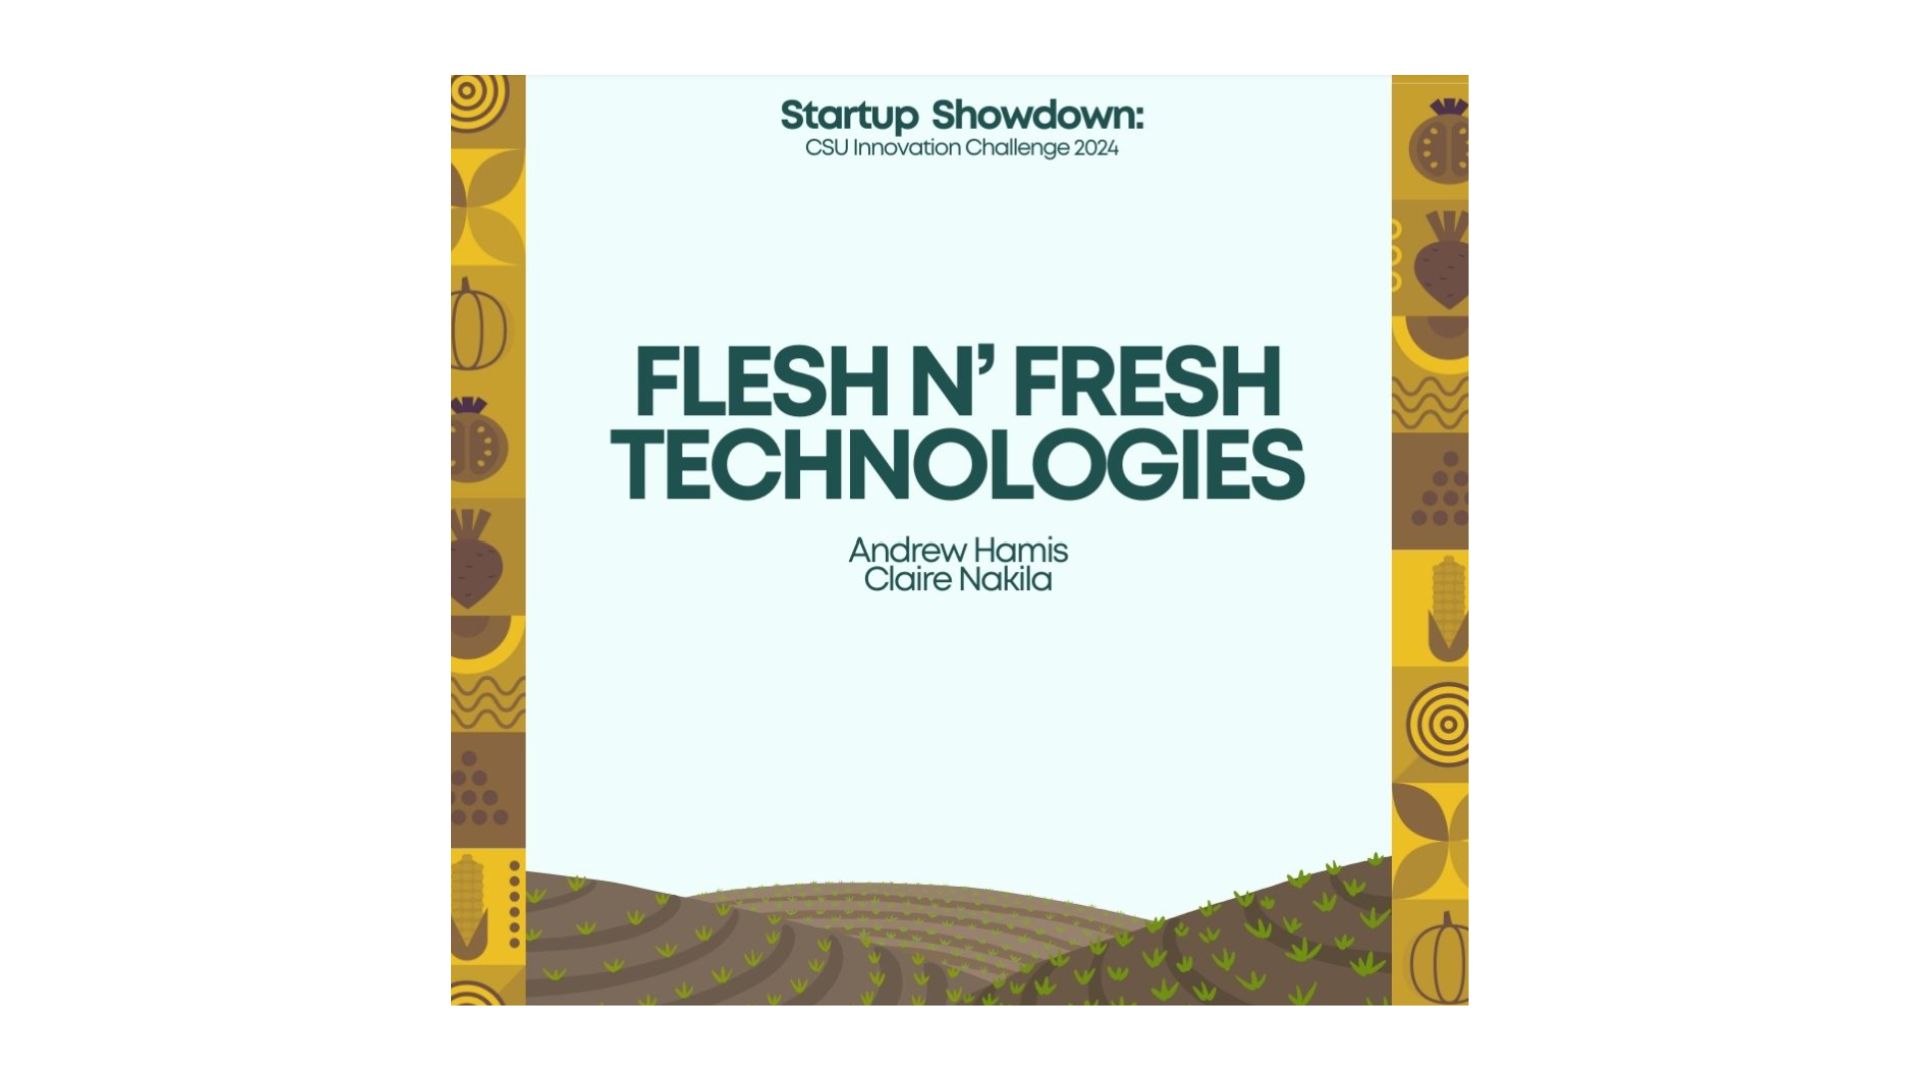 Startup Showdown:
CSU Innovation Challenge 2024
FLESH N’ FRESH
TECHNOLOGIES
Andrew Hamis
Claire Nakila